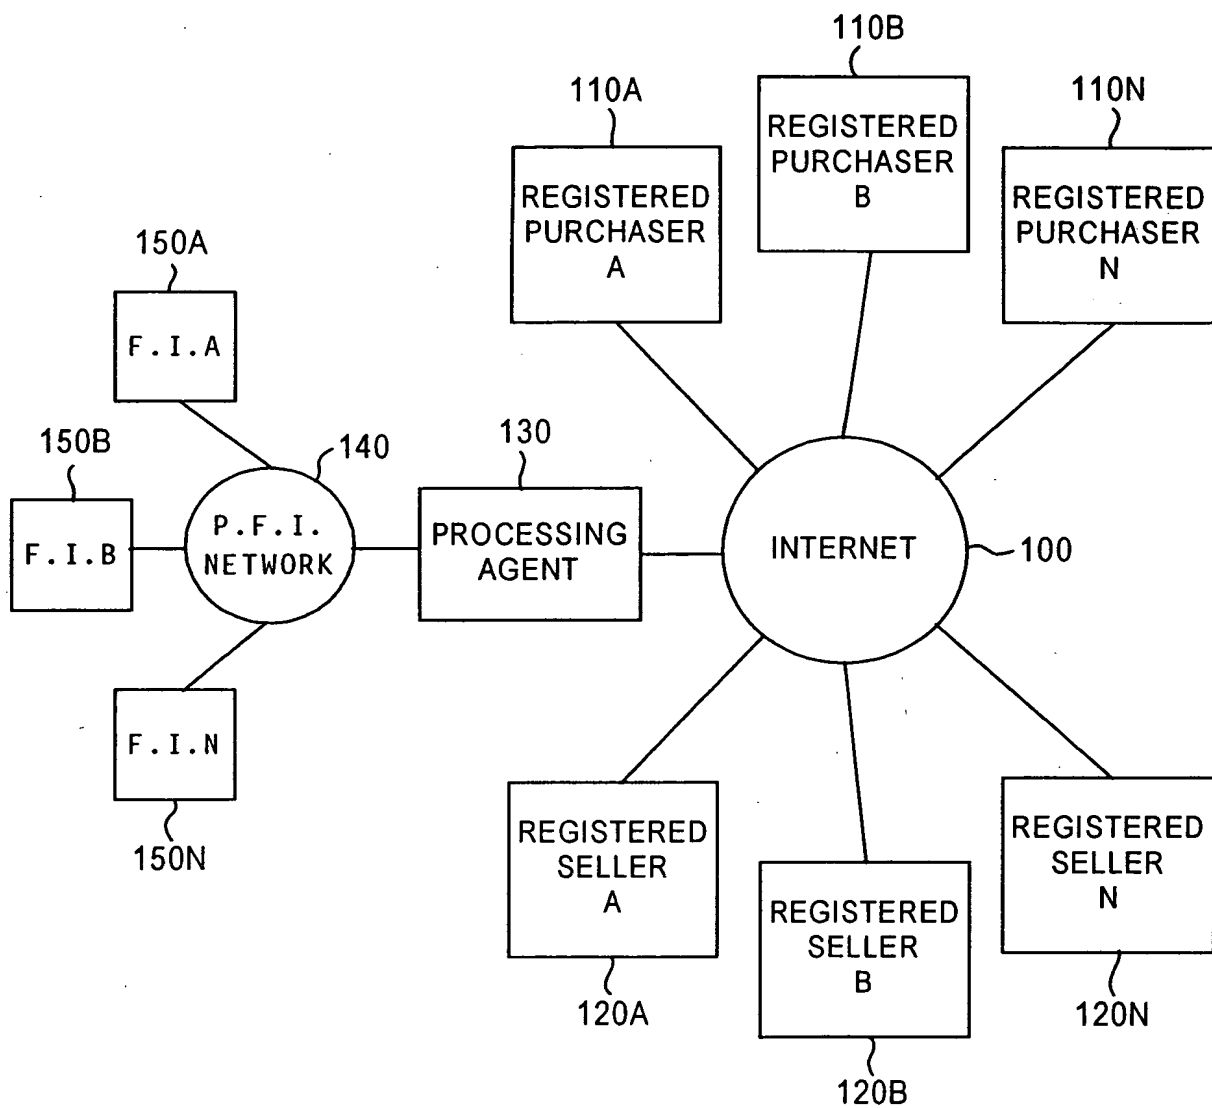 110B
110A
110N
REGISTERED
PURCHASER
B
REGISTERED
PURCHASER
A
REGISTERED
PURCHASER
N
150A
F.I.A
150B
140
130
F.I.B
P.F.I.
NETWORK
PROCESSING
AGENT
INTERNET
100
F.I.N
150N
REGISTERED
SELLER
A
REGISTERED
SELLER
B
REGISTERED
SELLER
N
120A
120B
120N